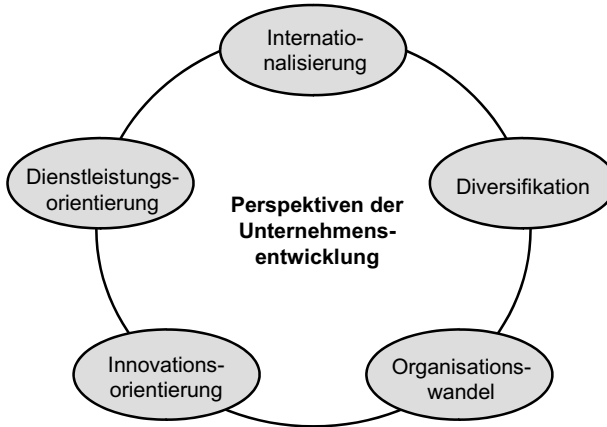 Internatio-
nalisierung
Dienstleistungs-
orientierung
Diversifikation
Perspektiven der
Unternehmens-
entwicklung
Innovations-
orientierung
Organisations-
wandel